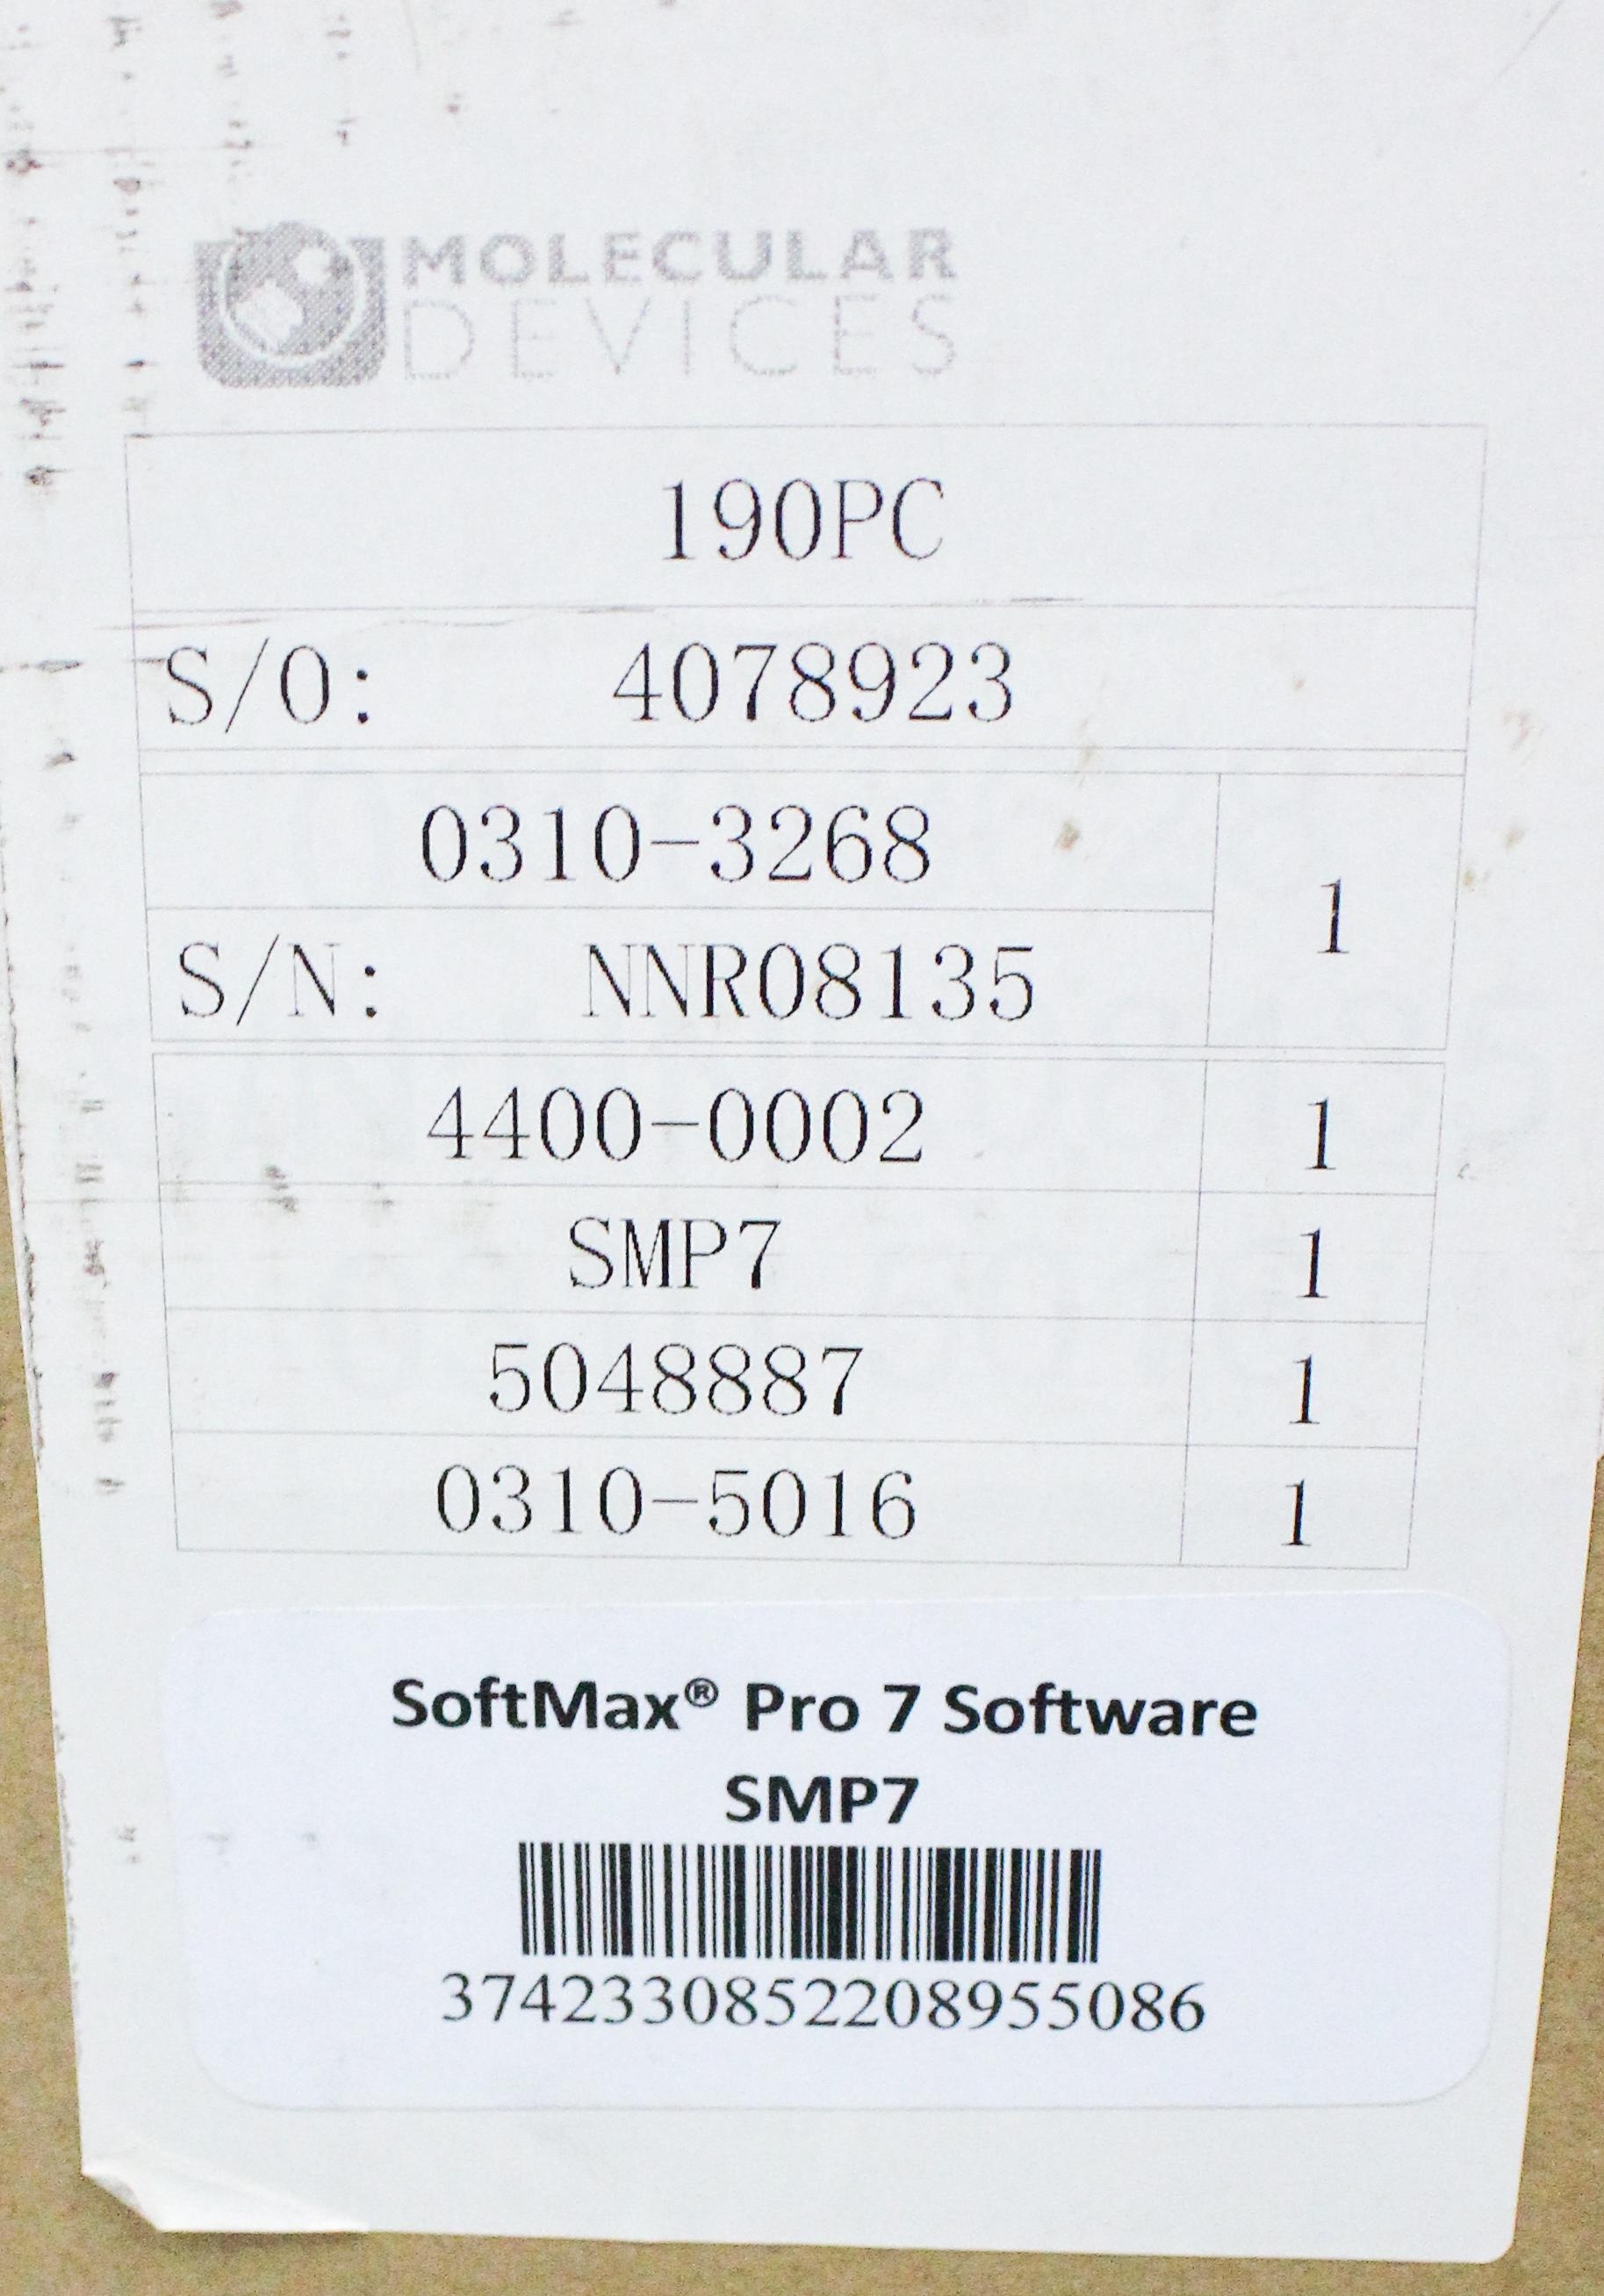 MOLECULAR
DEVICES
190PC
S/O: 4078923
0310-3268
1
S/N: NNR08135
4400-0002 1
SMP7 1
5048887 1
0310-5016 1
SoftMax® Pro 7 Software
SMP7
3742330852208955086